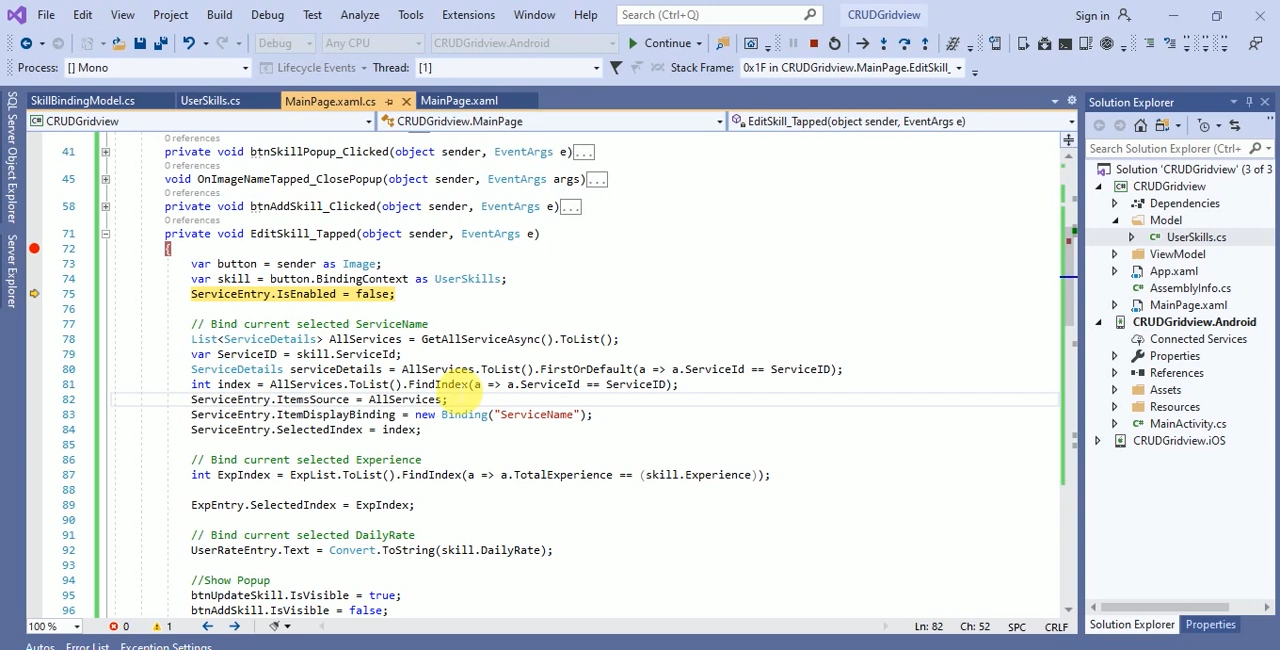 File Edit View Project Build Debug Test Analyze Tools Extensions Window Help Search (Ctrl+Q) CRUDGridview Sign in
Debug Any CPU CRUDGridview.Android Continue
Process: [] Mono Lifecycle Events Thread: [1] Stack Frame: 0x1F in CRUDGridview.MainPage.EditSkill_
SQL Server Object Explorer
Server Explorer
SkillBindingModel.cs UserSkills.cs MainPage.xaml.cs MainPage.xaml
CRUDGridview CRUDGridview.MainPage EditSkill_Tapped(object sender, EventArgs e)
0 references
41 private void btnSkillPopup_Clicked(object sender, EventArgs e)...
0 references
45 void OnImageNameTapped_ClosePopup(object sender, EventArgs args)...
0 references
58 private void btnAddSkill_Clicked(object sender, EventArgs e)...
0 references
71 private void EditSkill_Tapped(object sender, EventArgs e)
72 {
73 var button = sender as Image;
74 var skill = button.BindingContext as UserSkills;
75 ServiceEntry.IsEnabled = false;
76
77 // Bind current selected ServiceName
78 List<ServiceDetails> AllServices = GetAllServiceAsync().ToList();
79 var ServiceID = skill.ServiceId;
80 ServiceDetails serviceDetails = AllServices.ToList().FirstOrDefault(a => a.ServiceId == ServiceID);
81 int index = AllServices.ToList().FindIndex(a => a.ServiceId == ServiceID);
82 ServiceEntry.ItemsSource = AllServices;
83 ServiceEntry.ItemDisplayBinding = new Binding("ServiceName");
84 ServiceEntry.SelectedIndex = index;
85
86 // Bind current selected Experience
87 int ExpIndex = ExpList.ToList().FindIndex(a => a.TotalExperience == (skill.Experience));
88
89 ExpEntry.SelectedIndex = ExpIndex;
90
91 // Bind current selected DailyRate
92 UserRateEntry.Text = Convert.ToString(skill.DailyRate);
93
94 //Show Popup
95 btnUpdateSkill.IsVisible = true;
96 btnAddSkill.IsVisible = false;
100 % 0 1 Ln: 82 Ch: 52 SPC CRLF
Autos Error List Exception Settings
Solution Explorer
Search Solution Explorer (Ctrl+
Solution 'CRUDGridview' (3 of 3
CRUDGridview
Dependencies
Model
UserSkills.cs
ViewModel
App.xaml
AssemblyInfo.cs
MainPage.xaml
CRUDGridview.Android
Connected Services
Properties
References
Assets
Resources
MainActivity.cs
CRUDGridview.iOS
Solution Explorer Properties